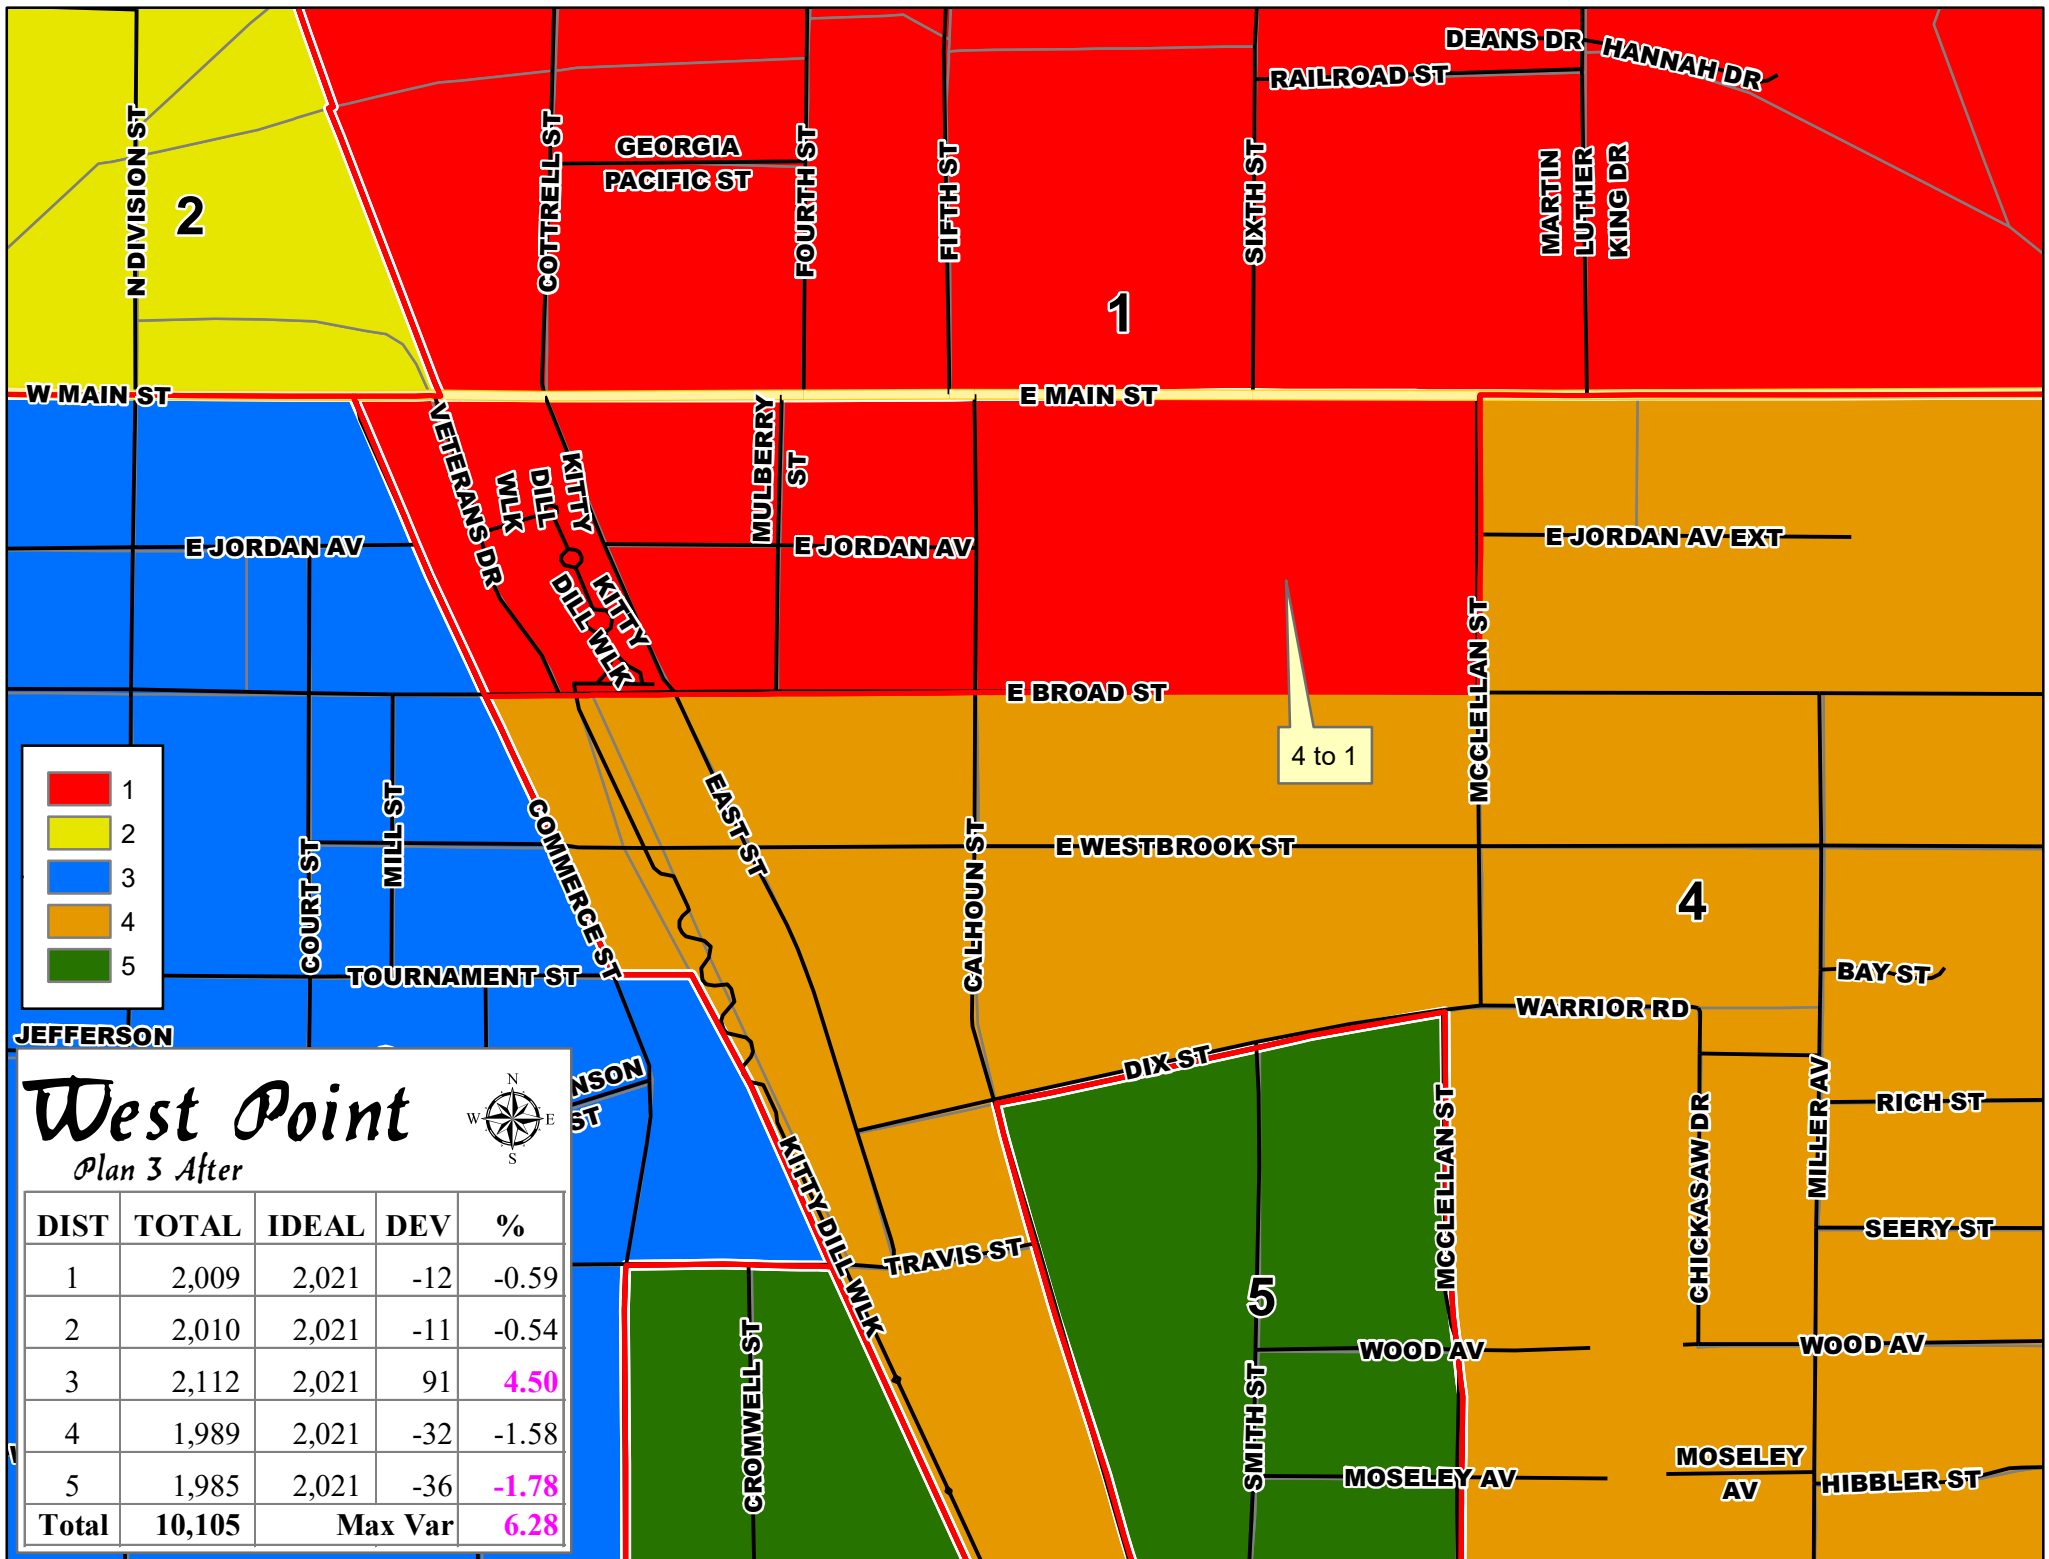 DEANS DR
HANNAH DR
RAILROAD ST
N DIVISION ST
COTTRELL ST
GEORGIA
PACIFIC ST
FOURTH ST
FIFTH ST
SIXTH ST
MARTIN
LUTHER
KING DR
2
1
W MAIN ST
E MAIN ST
VETERANS DR
KITTY
DILL
WLK
MULBERRY
ST
E JORDAN AV
E JORDAN AV
E JORDAN AV EXT
KITTY
DILL WLK
MCCLELLAN ST
E BROAD ST
4 to 1
1
2
3
4
5
COURT ST
MILL ST
COMMERCE ST
EAST ST
CALHOUN ST
E WESTBROOK ST
4
TOURNAMENT ST
BAY ST
WARRIOR RD
JEFFERSON
NSON
ST
DIX ST
MCCLELLAN ST
CHICKASAW DR
MILLER AV
RICH ST
SEERY ST
KITTY DILL WLK
TRAVIS ST
5
CROMWELL ST
SMITH ST
WOOD AV
WOOD AV
MOSELEY AV
MOSELEY
AV
HIBBLER ST
West Point
Plan 3 After
N
W E
S
DIST TOTAL IDEAL DEV %
1 2,009 2,021 -12 -0.59
2 2,010 2,021 -11 -0.54
3 2,112 2,021 91 4.50
4 1,989 2,021 -32 -1.58
5 1,985 2,021 -36 -1.78
Total 10,105 Max Var 6.28